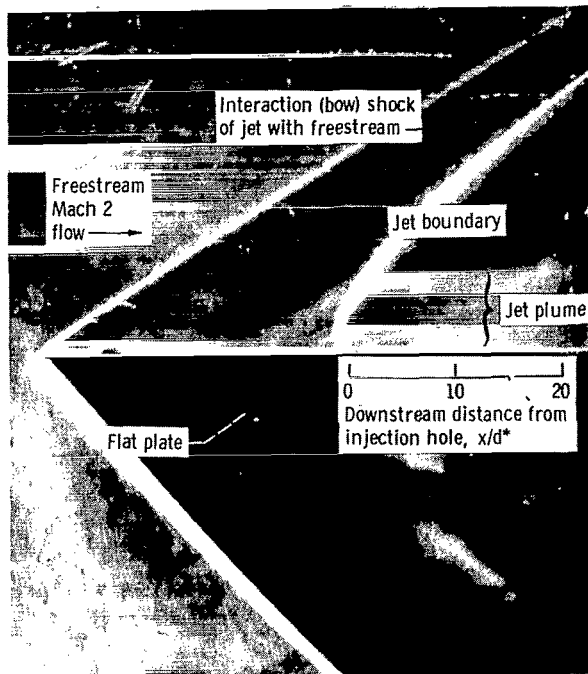 Interaction (bow) shock
of jet with freestream
Freestream
Mach 2
flow
Jet boundary
Jet plume
0 10 20
Downstream distance from
injection hole, x/d*
Flat plate